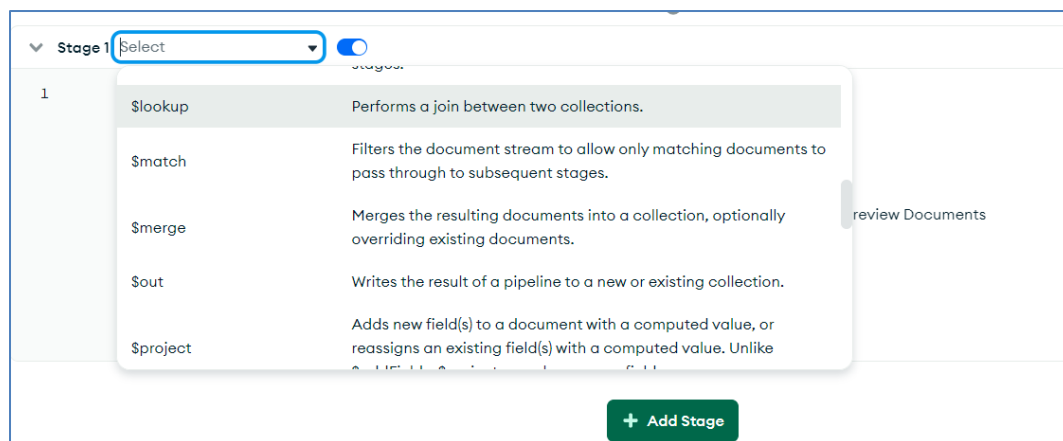 Stage 1 Select
stages.
1
$lookup Performs a join between two collections.
$match Filters the document stream to allow only matching documents to
pass through to subsequent stages.
$merge Merges the resulting documents into a collection, optionally
overriding existing documents.
review Documents
$out Writes the result of a pipeline to a new or existing collection.
$project Adds new field(s) to a document with a computed value, or
reassigns an existing field(s) with a computed value. Unlike
+ Add Stage